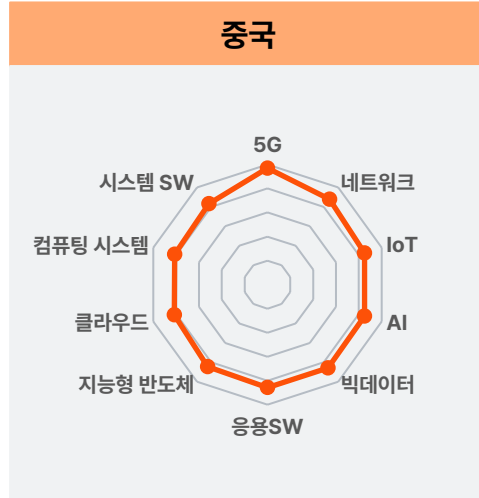 중국
5G
시스템 SW
네트워크
컴퓨팅 시스템
IoT
클라우드
AI
지능형 반도체
빅데이터
응용SW